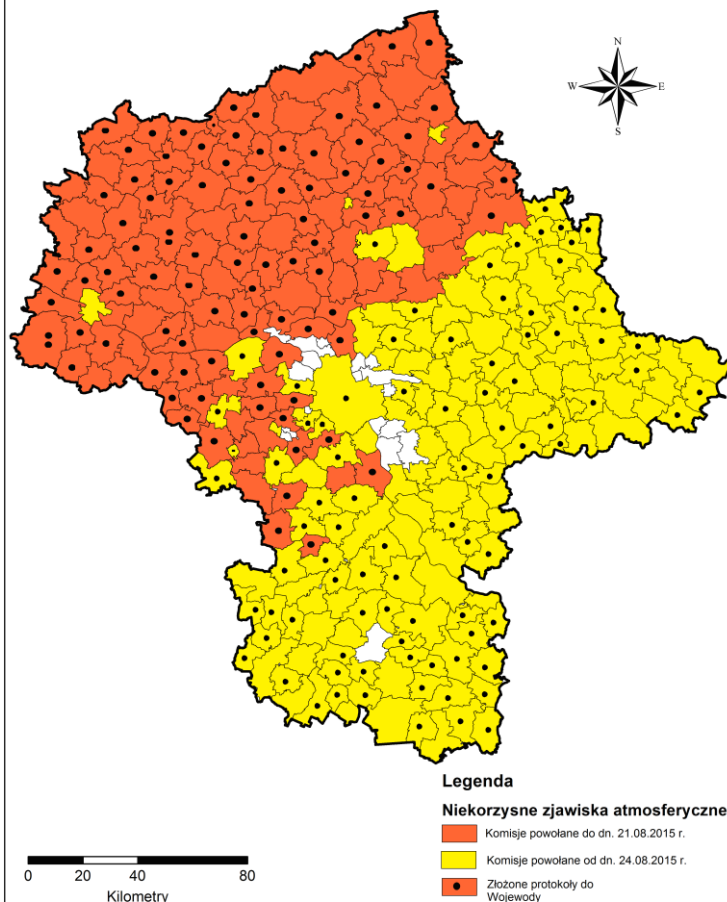 N
W E
S
Legenda
Niekorzysne zjawiska atmosferyczne
Komisje powołane do dn. 21.08.2015 r.
Komisje powołane od dn. 24.08.2015 r.
Złożone protokoły do
Wojewody
0 20 40 80
Kilometry